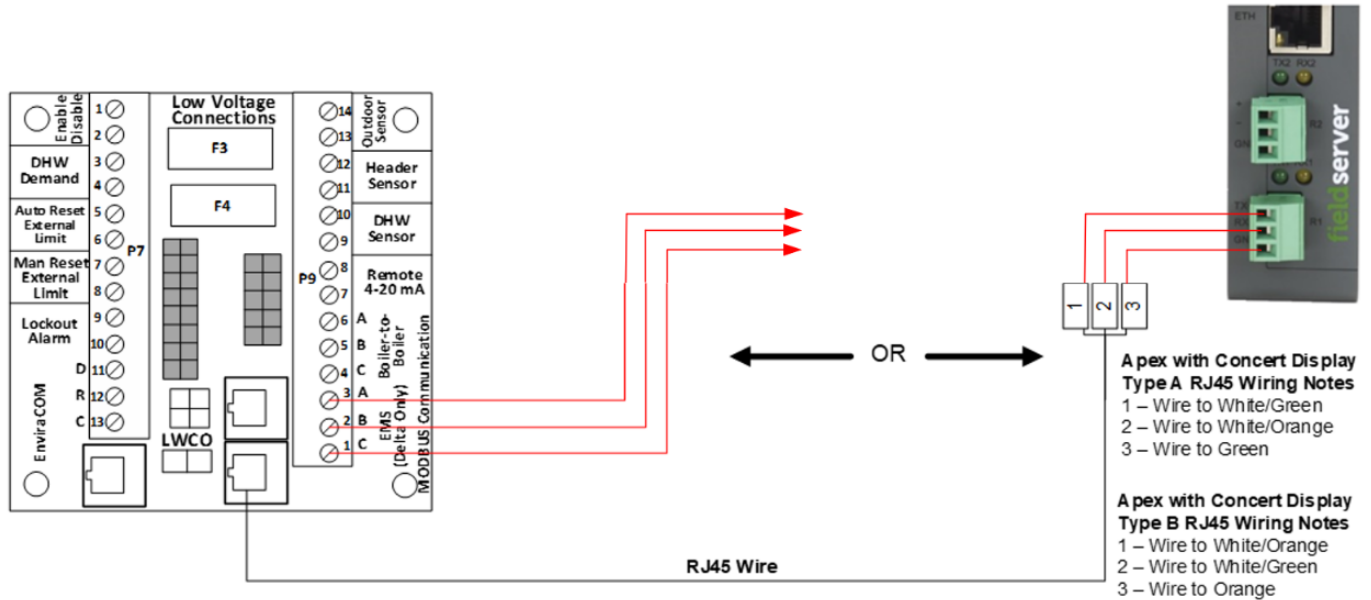 ETH
TX2 RX2
+
-
R2
GN
TX
RX
GN
R1
fieldserver
Low Voltage
Connections
F3
F4
Enable
Disable
1
2
DHW
Demand
3
4
Auto Reset
External
Limit
5
6
P7
Man Reset
External
Limit
7
8
Lockout
Alarm
9
10
D 11
R 12
C 13
EnviraCOM
LWCO
14
13
Outdoor
Sensor
12
11
Header
Sensor
10
9
DHW
Sensor
P9
8
7
Remote
4-20 mA
6 A
5 B
4 C
Boiler-to-
Boiler
3 A
2 B
1 C
EMS
(Delta Only)
MODBUS Communication
OR
1
2
3
RJ45 Wire
Apex with Concert Display
Type A RJ45 Wiring Notes
1 – Wire to White/Green
2 – Wire to White/Orange
3 – Wire to Green
Apex with Concert Display
Type B RJ45 Wiring Notes
1 – Wire to White/Orange
2 – Wire to White/Green
3 – Wire to Orange